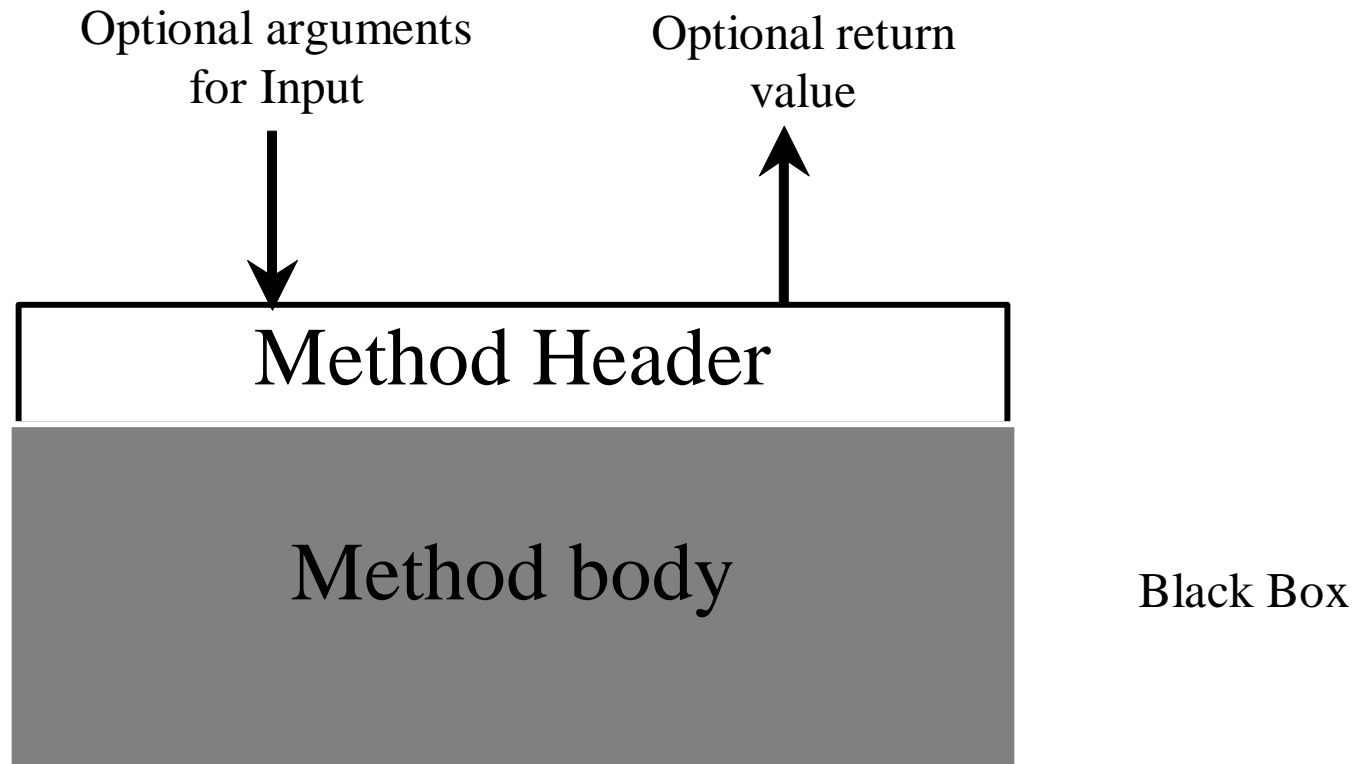 Optional arguments
for Input
Optional return
value
Method Header
Method body
Black Box